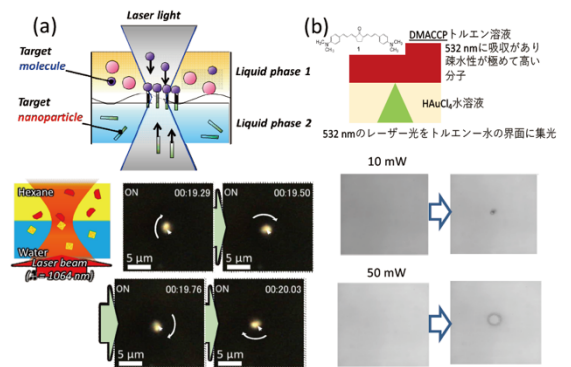 (a)
Laser light
Target
molecule
Liquid phase 1
Target
nanoparticle
Liquid phase 2
Hexane
Water
Laser beam
(λ = 1064 nm)
ON
00:19.29
5 μm
ON
00:19.50
5 μm
ON
00:19.76
5 μm
ON
00:20.03
5 μm
(b)
1
DMACCPトルエン溶液
532 nmに吸収があり
疎水性が極めて高い
分子
HAuCl₄水溶液
532 nmのレーザー光をトルエンー水の界面に集光
10 mW
50 mW